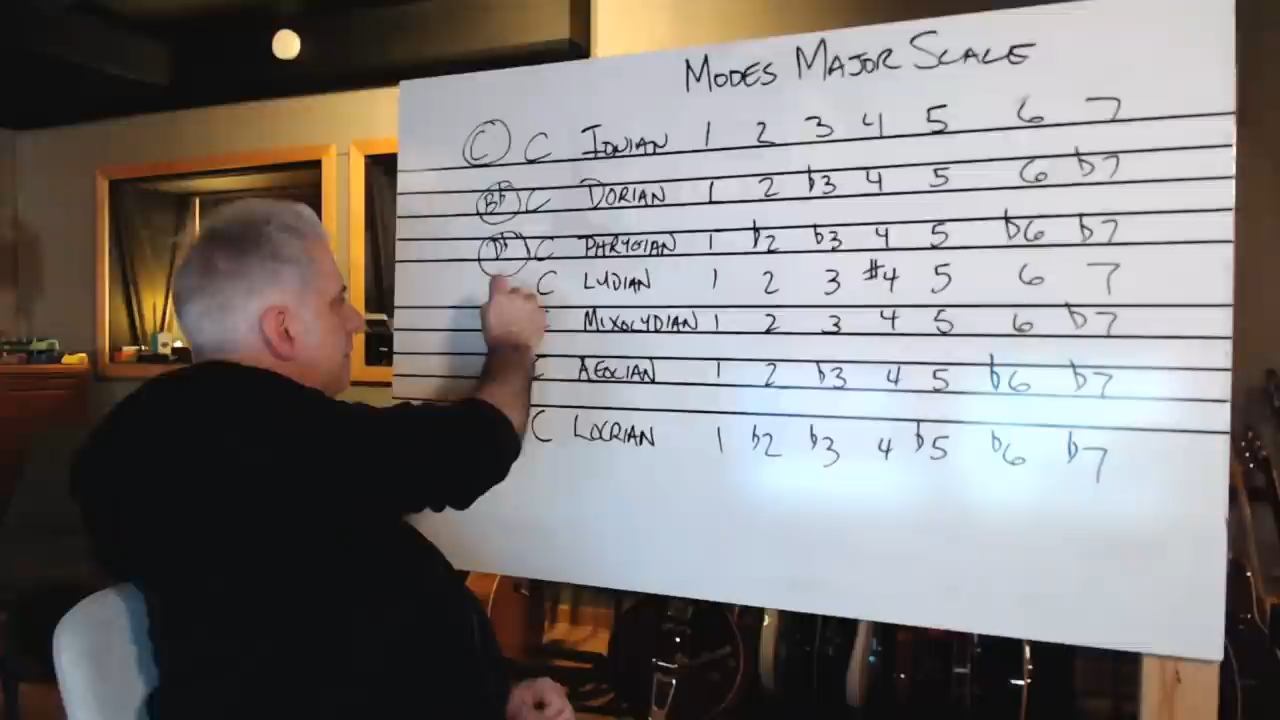 MODES MAJOR SCALE
C C IONIAN 1 2 3 4 5 6 7
Bb C DORIAN 1 2 b3 4 5 6 b7
Db C PHRYGIAN 1 b2 b3 4 5 b6 b7
C LYDIAN 1 2 3 #4 5 6 7
MIXOLYDIAN 1 2 3 4 5 6 b7
C AEOLIAN 1 2 b3 4 5 b6 b7
C LOCRIAN 1 b2 b3 4 b5 b6 b7